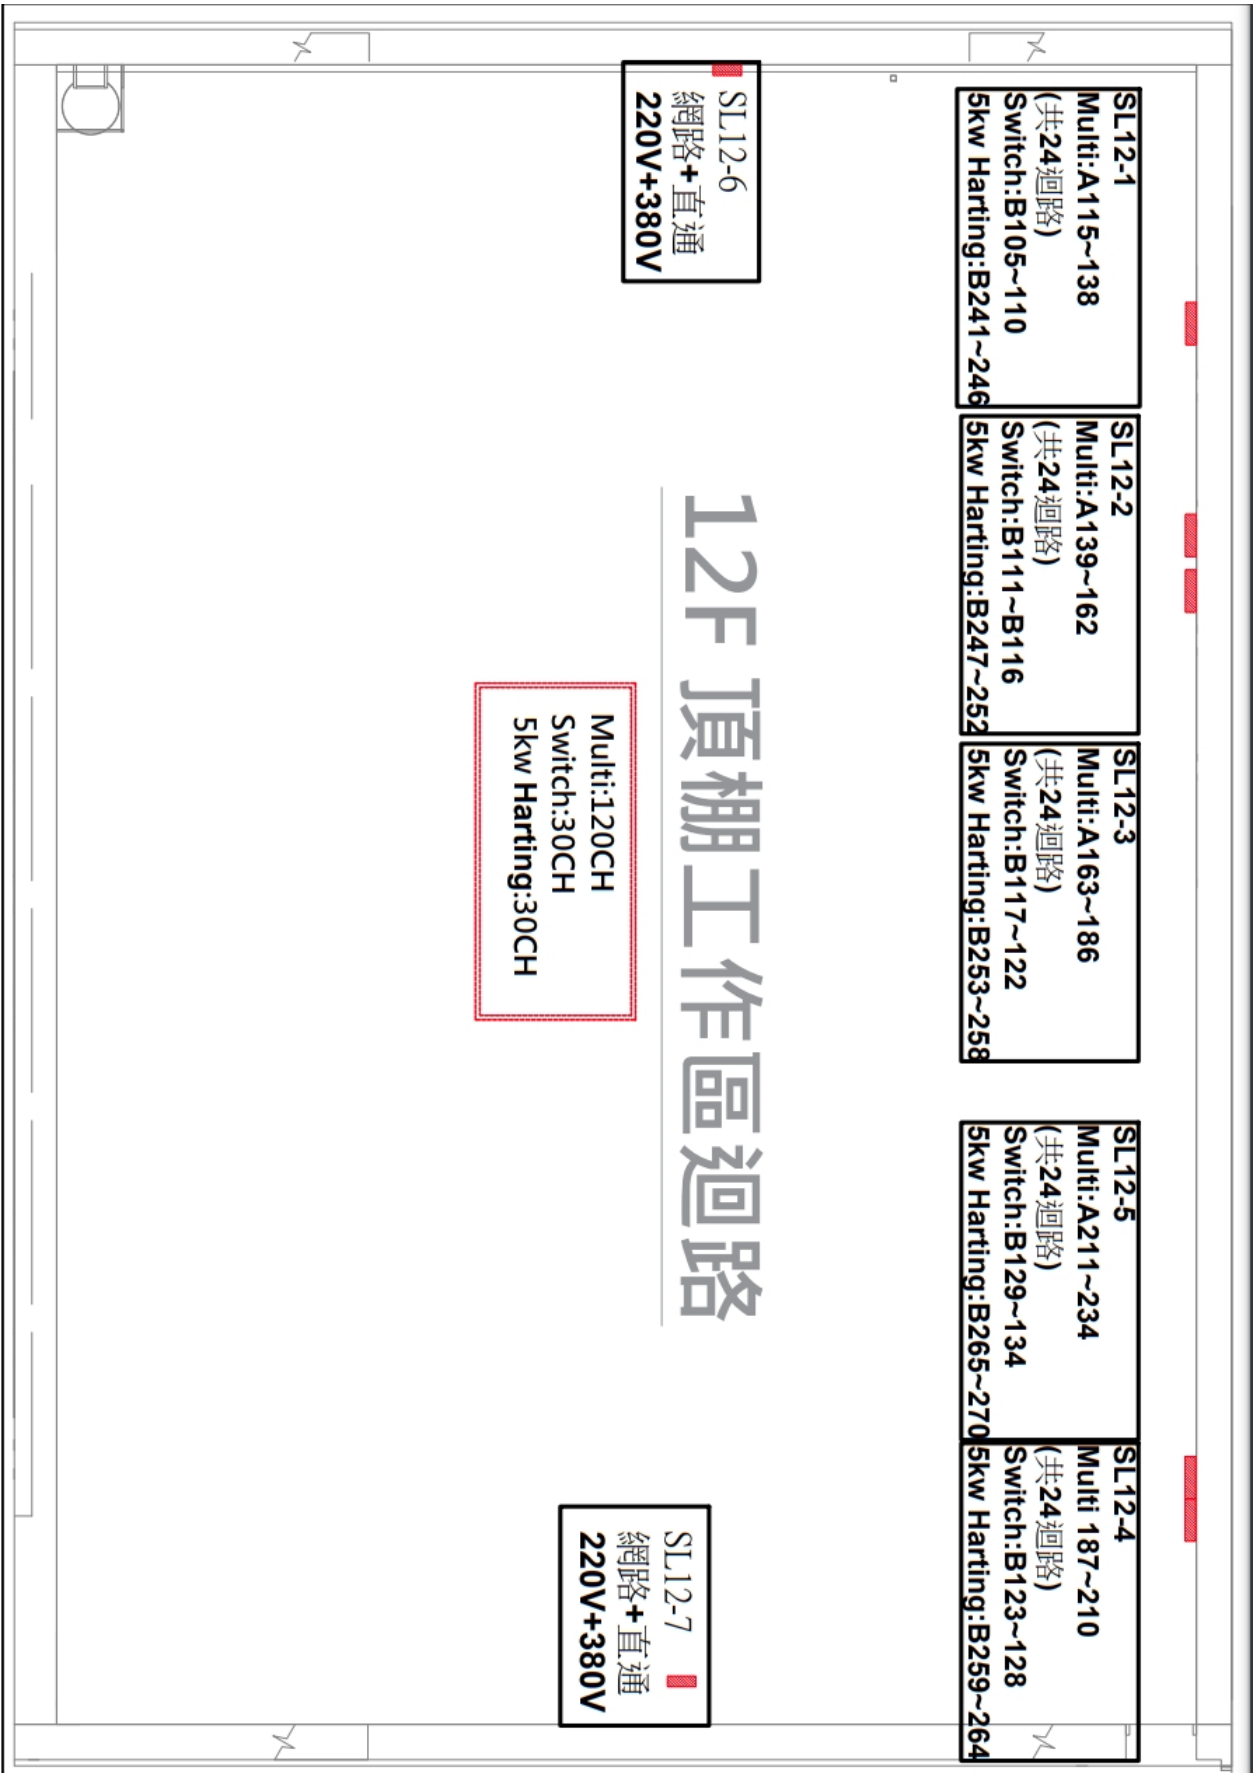 SL12-1
Multi:A115~138
(共24迴路)
Switch:B105~110
5kw Harting:B241~246
SL12-2
Multi:A139~162
(共24迴路)
Switch:B111~B116
5kw Harting:B247~252
SL12-3
Multi:A163~186
(共24迴路)
Switch:B117~122
5kw Harting:B253~258
SL12-5
Multi:A211~234
(共24迴路)
Switch:B129~134
5kw Harting:B265~270
SL12-4
Multi 187~210
(共24迴路)
Switch:B123~128
5kw Harting:B259~264
SL12-6
網路+直通
220V+380V
12F 頂棚工作區迴路
Multi:120CH
Switch:30CH
5kw Harting:30CH
SL12-7
網路+直通
220V+380V